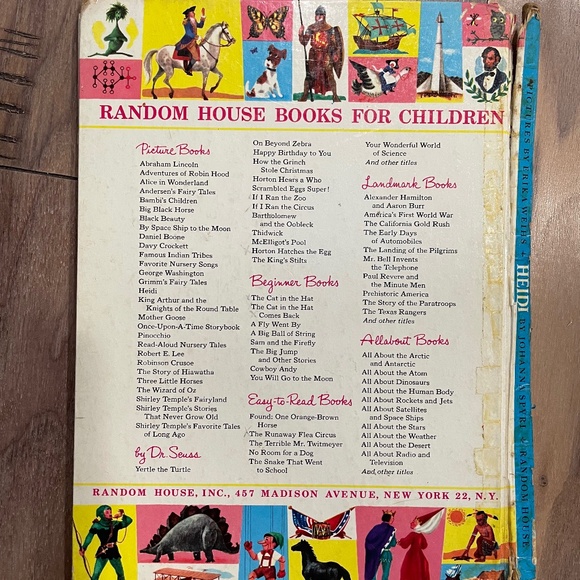 RANDOM HOUSE BOOKS FOR CHILDREN
Picture Books
Abraham Lincoln
Adventures of Robin Hood
Alice in Wonderland
Andersen's Fairy Tales
Bambi's Children
Big Black Horse
Black Beauty
By Space Ship to the Moon
Daniel Boone
Davy Crockett
Famous Indian Tribes
Favorite Nursery Songs
George Washington
Grimm's Fairy Tales
Heidi
King Arthur and the
Knights of the Round Table
Mother Goose
Once-Upon-A-Time Storybook
Pinocchio
Read-Aloud Nursery Tales
Robert E. Lee
Robinson Crusoe
The Story of Hiawatha
Three Little Horses
The Wizard of Oz
Shirley Temple's Fairyland
Shirley Temple's Stories
That Never Grow Old
Shirley Temple's Favorite Tales
of Long Ago
by Dr. Seuss
Yertle the Turtle
On Beyond Zebra
Happy Birthday to You
How the Grinch
Stole Christmas
Horton Hears a Who
Scrambled Eggs Super!
If I Ran the Zoo
If I Ran the Circus
Bartholomew
and the Oobleck
Thidwick
McElligot's Pool
Horton Hatches the Egg
The King's Stilts
Beginner Books
The Cat in the Hat
The Cat in the Hat
Comes Back
A Fly Went By
A Big Ball of String
Sam and the Firefly
The Big Jump
and Other Stories
Cowboy Andy
You Will Go to the Moon
Easy-to-Read Books
Found: One Orange-Brown
Horse
The Runaway Flea Circus
The Terrible Mr. Twitmeyer
No Room for a Dog
The Snake That Went
to School
Your Wonderful World
of Science
And other titles
Landmark Books
Alexander Hamilton
and Aaron Burr
America's First World War
The California Gold Rush
The Early Days
of Automobiles
The Landing of the Pilgrims
Mr. Bell Invents
the Telephone
Paul Revere and
the Minute Men
Prehistoric America
The Story of the Paratroops
The Texas Rangers
And other titles
Allabout Books
All About the Arctic
and Antarctic
All About the Atom
All About Dinosaurs
All About the Human Body
All About Rockets and Jets
All About Satellites
and Space Ships
All About the Stars
All About the Weather
All About the Desert
All About Radio and
Television
And other titles
RANDOM HOUSE, INC., 457 MADISON AVENUE, NEW YORK 22, N.Y.
PICTURES BY ERIKA WEIHS HEIDI BY JOHANNA SPYRI RANDOM HOUSE